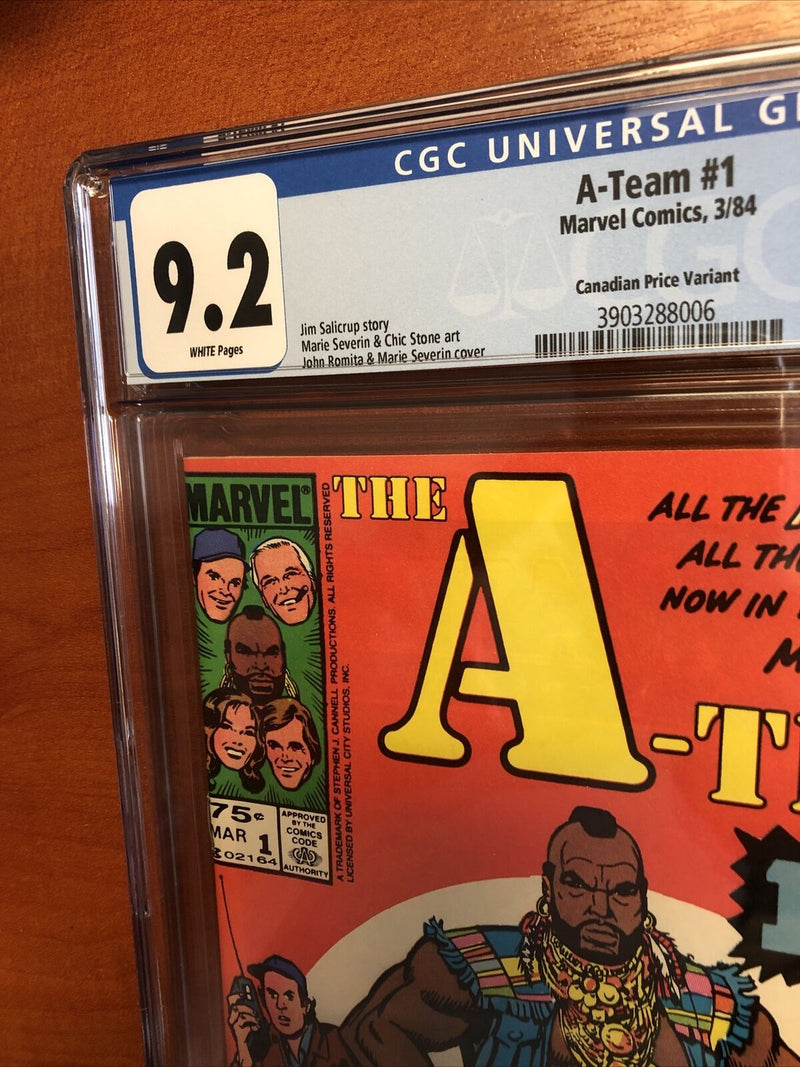 CGC UNIVERSAL
A-Team #1
Marvel Comics, 3/84
Canadian Price Variant
3903288006
9.2
WHITE Pages
Jim Salicrup story
Marie Severin & Chic Stone art
John Romita & Marie Severin cover
MARVEL®
THE
A-T
ALL THE
ALL
NOW IN
A TRADEMARK OF STEPHEN J. CANNELL PRODUCTIONS. ALL RIGHTS RESERVED
LICENSED BY UNIVERSAL CITY STUDIOS, INC.
75¢
MAR 1
02164
APPROVED
BY THE
COMICS
CODE
CA
AUTHORITY